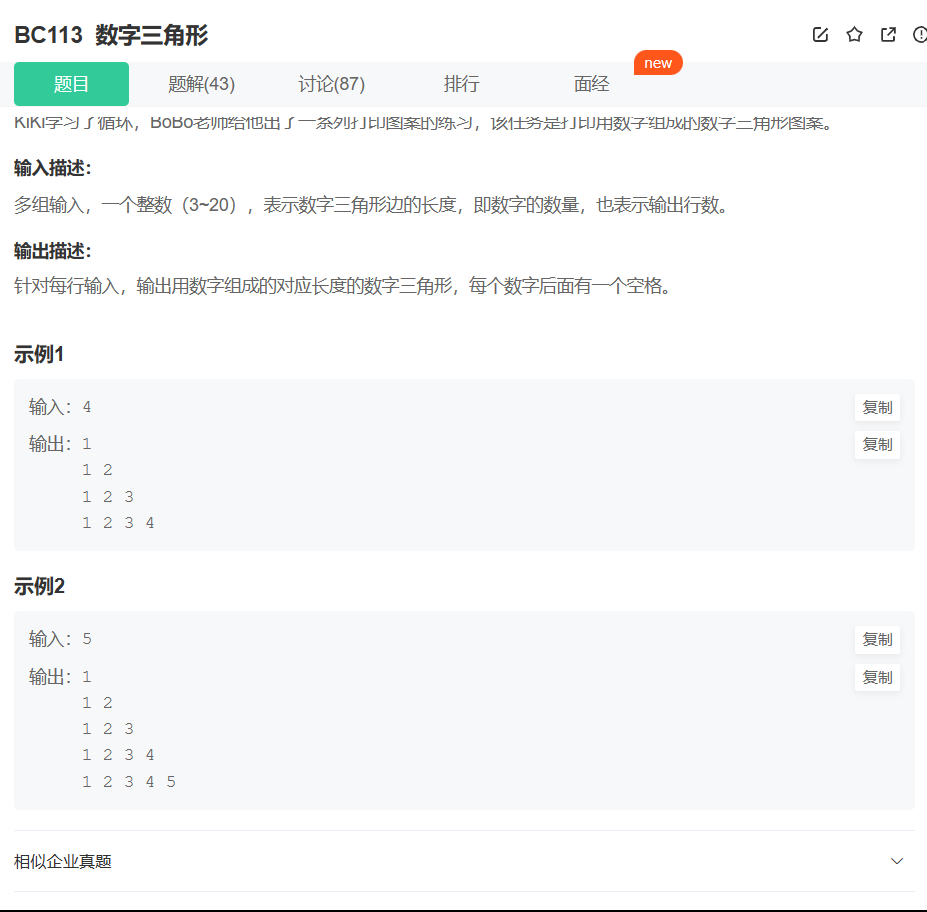 BC113 数字三角形
new
题目 题解(43) 讨论(87) 排行 面经
KiKi学习了循环，BoBo老师给他出了一系列打印图案的练习，该任务是打印用数字组成的数字三角形图案。
输入描述：
多组输入，一个整数（3~20），表示数字三角形边的长度，即数字的数量，也表示输出行数。
输出描述：
针对每行输入，输出用数字组成的对应长度的数字三角形，每个数字后面有一个空格。
示例1
输入：4 复制
输出：1 复制
1 2
1 2 3
1 2 3 4
示例2
输入：5 复制
输出：1 复制
1 2
1 2 3
1 2 3 4
1 2 3 4 5
相似企业真题